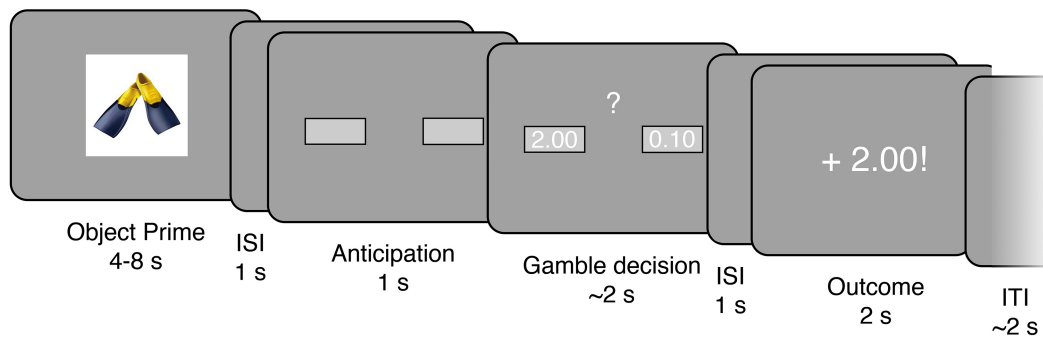 ?
2.00
0.10
+ 2.00!
Object Prime
4-8 s
ISI
1 s
Anticipation
1 s
Gamble decision
~2 s
ISI
1 s
Outcome
2 s
ITI
~2 s